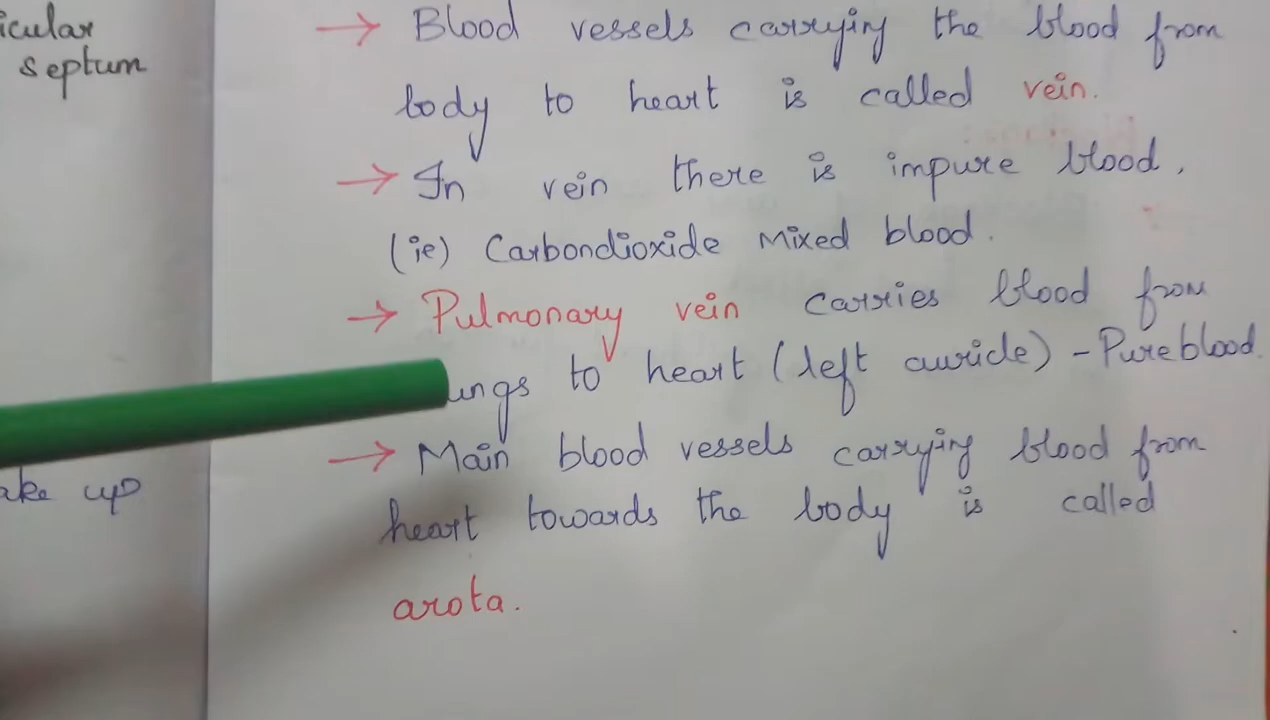 icular
septum
→ Blood vessels carrying the blood from
body to heart is called vein.
→ In vein there is impure blood.
(ie) Carbondioxide mixed blood.
→ Pulmonary vein carries blood from
ungs to heart (left auricle) - Pure blood.
→ Main blood vessels carrying blood from
ake up
heart towards the body is called
arota.